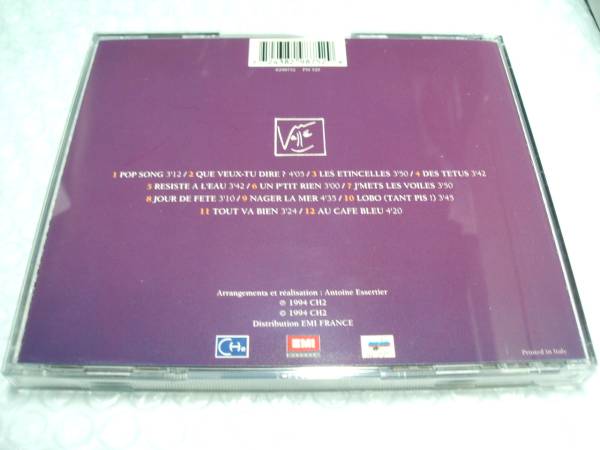 8298752 PM 520
1 POP SONG 3'12 / 2 QUE VEUX-TU DIRE ? 4'05 / 3 LES ETINCELLES 3'50 / 4 DES TETUS 3'42
5 RESISTE A L'EAU 3'42 / 6 UN P'TIT RIEN 3'00 / 7 J'METS LES VOILES 3'50
8 JOUR DE FETE 3'10 / 9 NAGER LA MER 4'35 / 10 LOBO (TANT PIS !) 3'45
11 TOUT VA BIEN 3'24 / 12 AU CAFE BLEU 4'20
Arrangements et réalisation : Antoine Essertier
℗ 1994 CH2
© 1994 CH2
Distribution EMI FRANCE
EMI
Printed in Italy